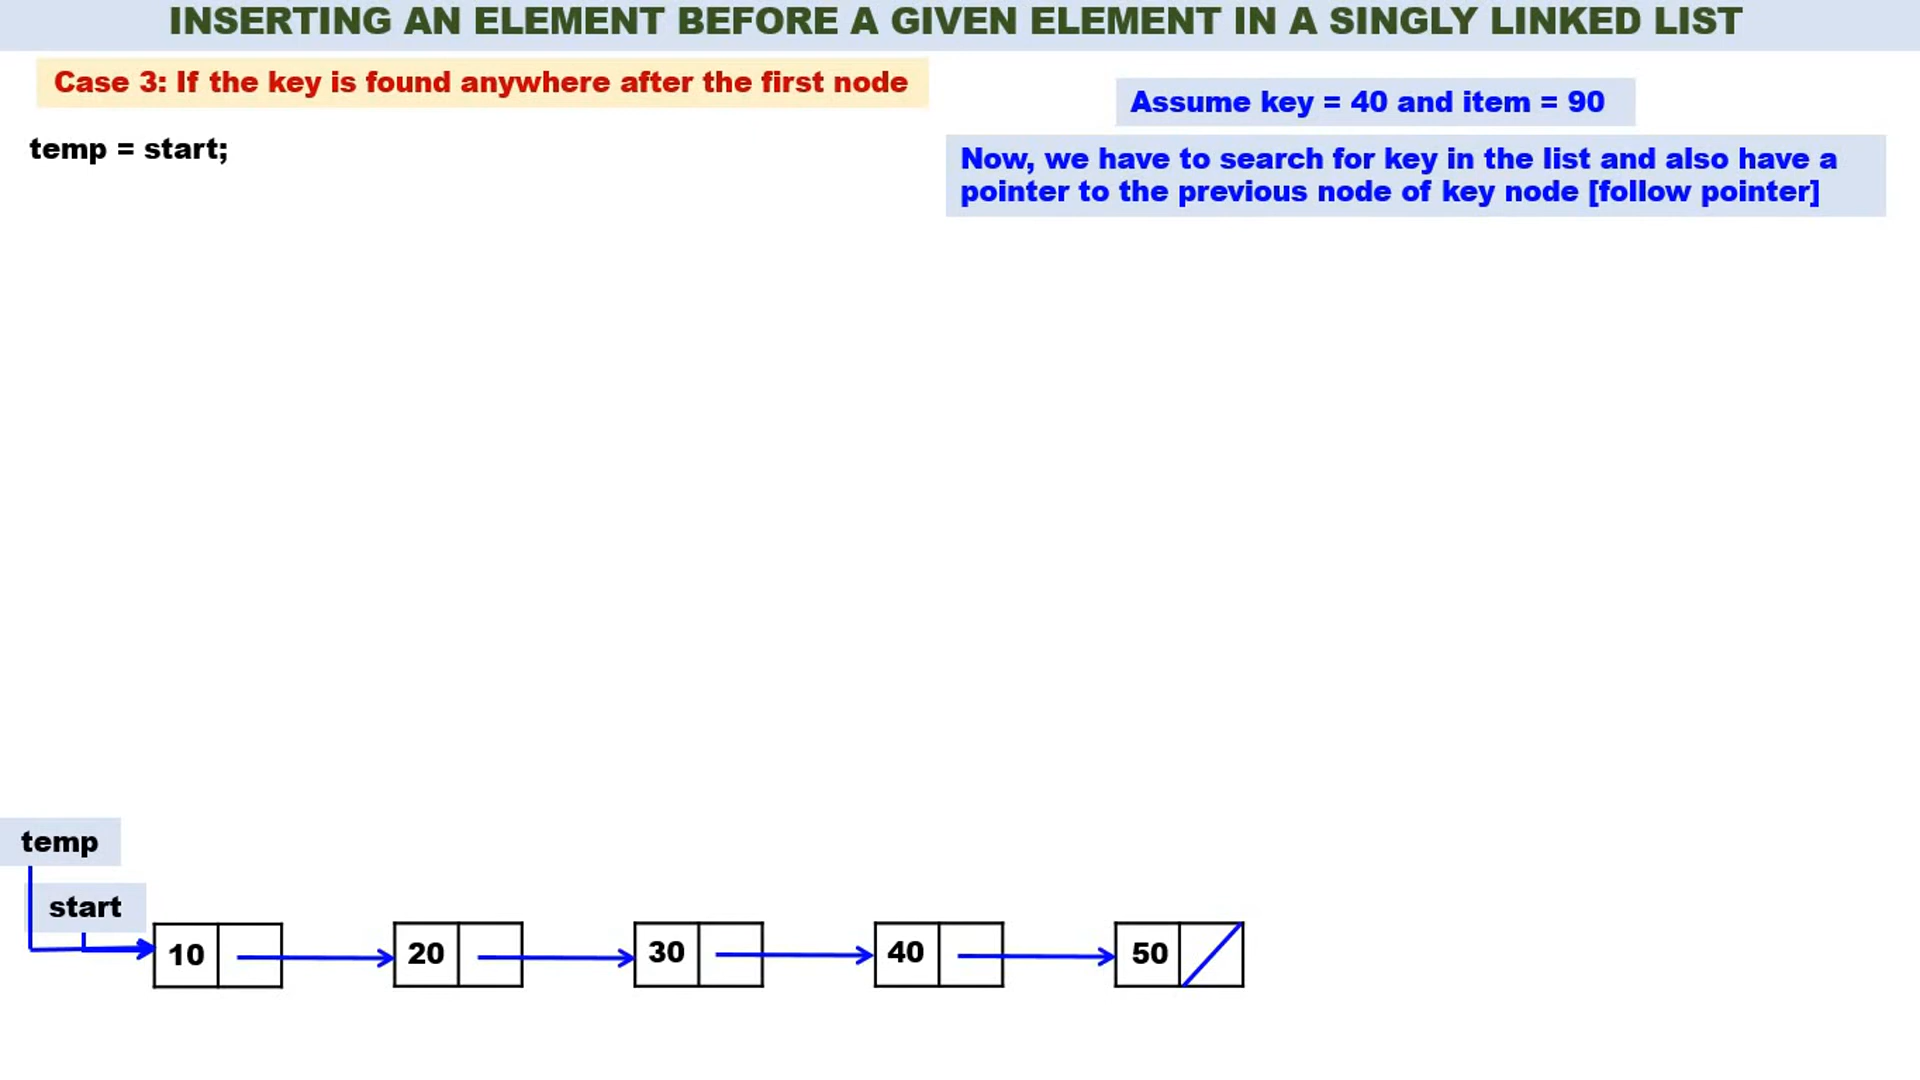 INSERTING AN ELEMENT BEFORE A GIVEN ELEMENT IN A SINGLY LINKED LIST
Case 3: If the key is found anywhere after the first node
Assume key = 40 and item = 90
temp = start;
Now, we have to search for key in the list and also have a
pointer to the previous node of key node [follow pointer]
temp
start
10 20 30 40 50